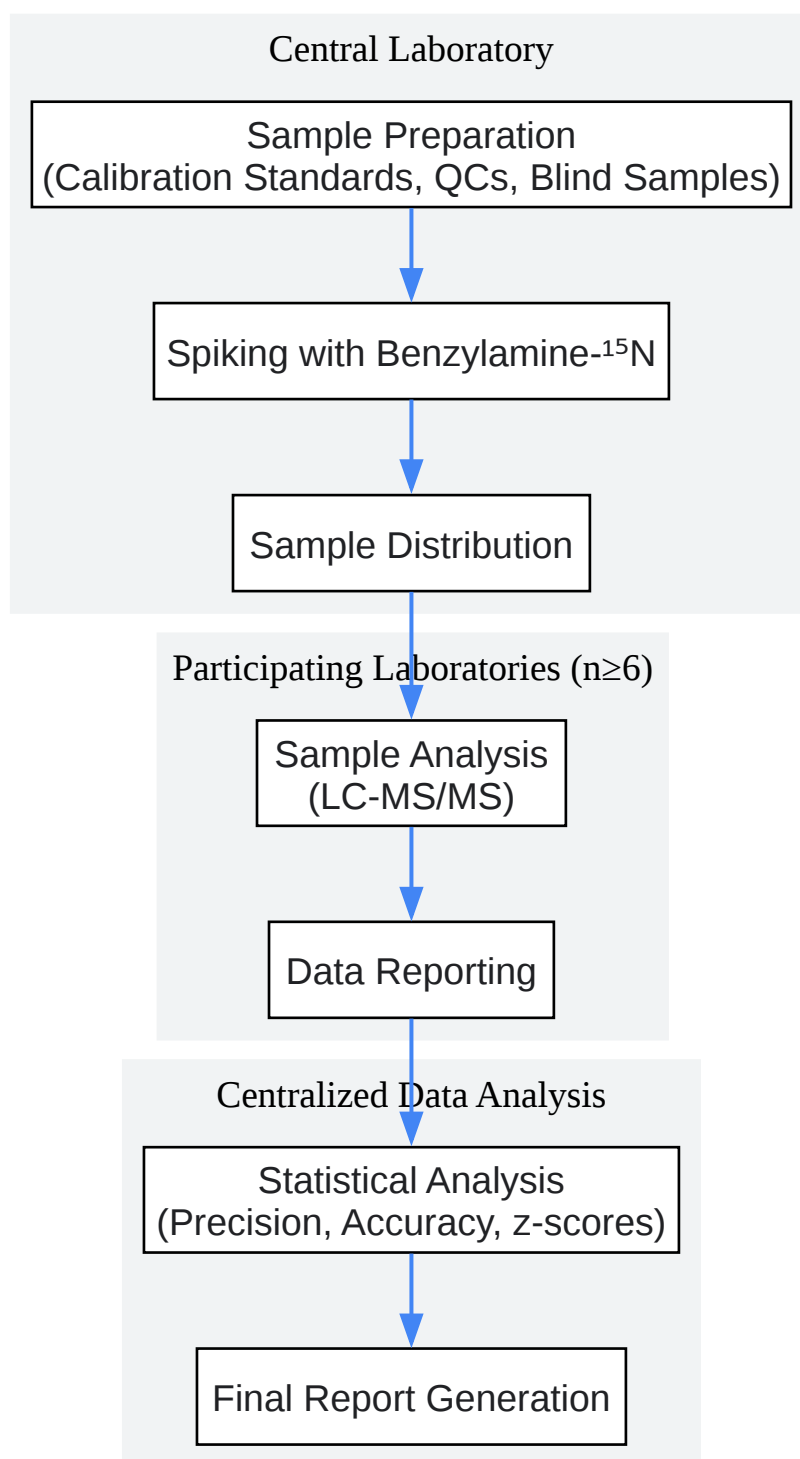 Central Laboratory
Sample Preparation
(Calibration Standards, QCs, Blind Samples)
Spiking with Benzylamine-¹⁵N
Sample Distribution
Participating Laboratories (n≥6)
Sample Analysis
(LC-MS/MS)
Data Reporting
Centralized Data Analysis
Statistical Analysis
(Precision, Accuracy, z-scores)
Final Report Generation